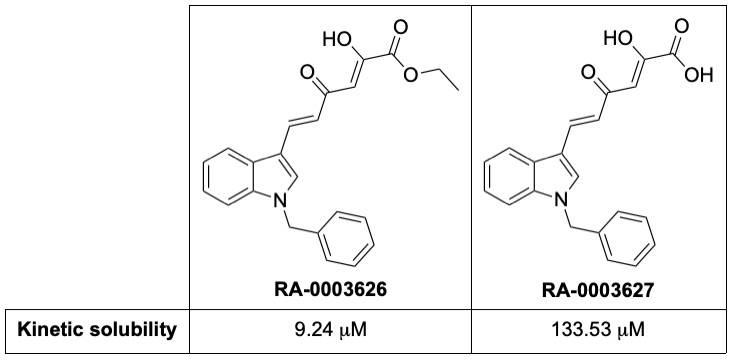 HO
O
O
O
N
RA-0003626
HO
O
O
OH
N
RA-0003627
Kinetic solubility
9.24 µM
133.53 µM